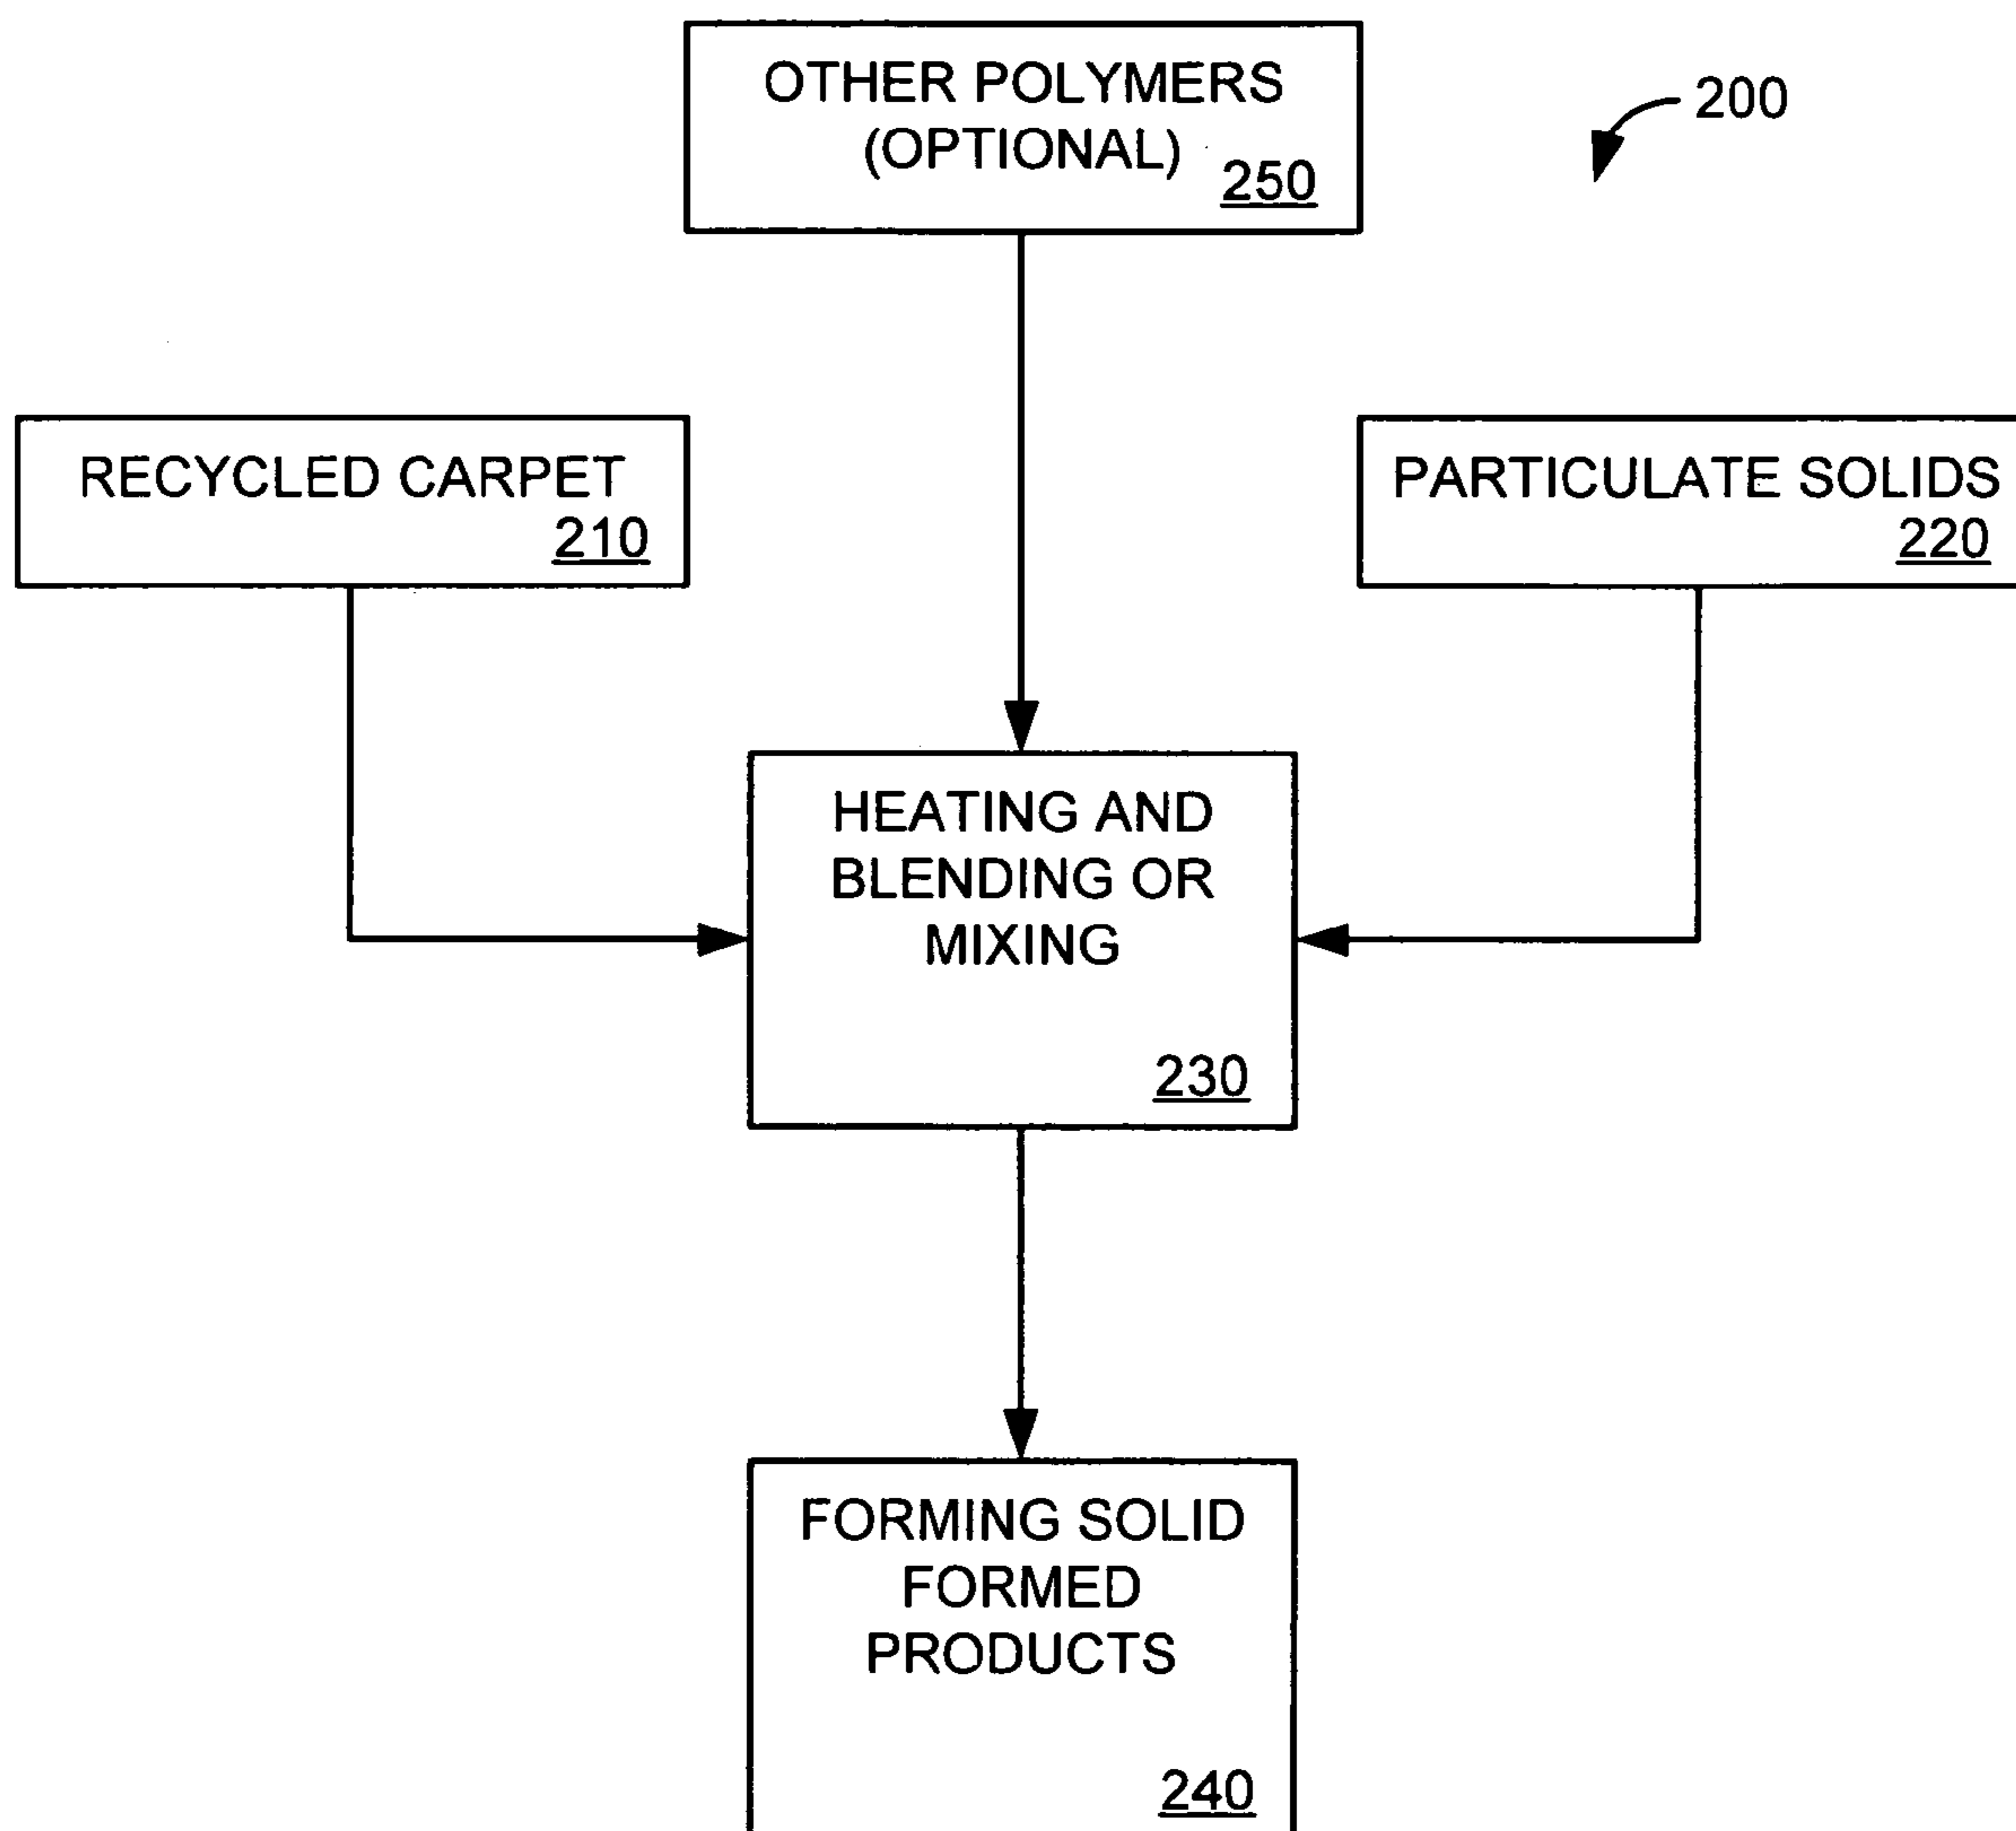 OTHER POLYMERS
(OPTIONAL)
250
200
RECYCLED CARPET
210
PARTICULATE SOLIDS
220
HEATING AND
BLENDING OR
MIXING
230
FORMING SOLID
FORMED
PRODUCTS
240